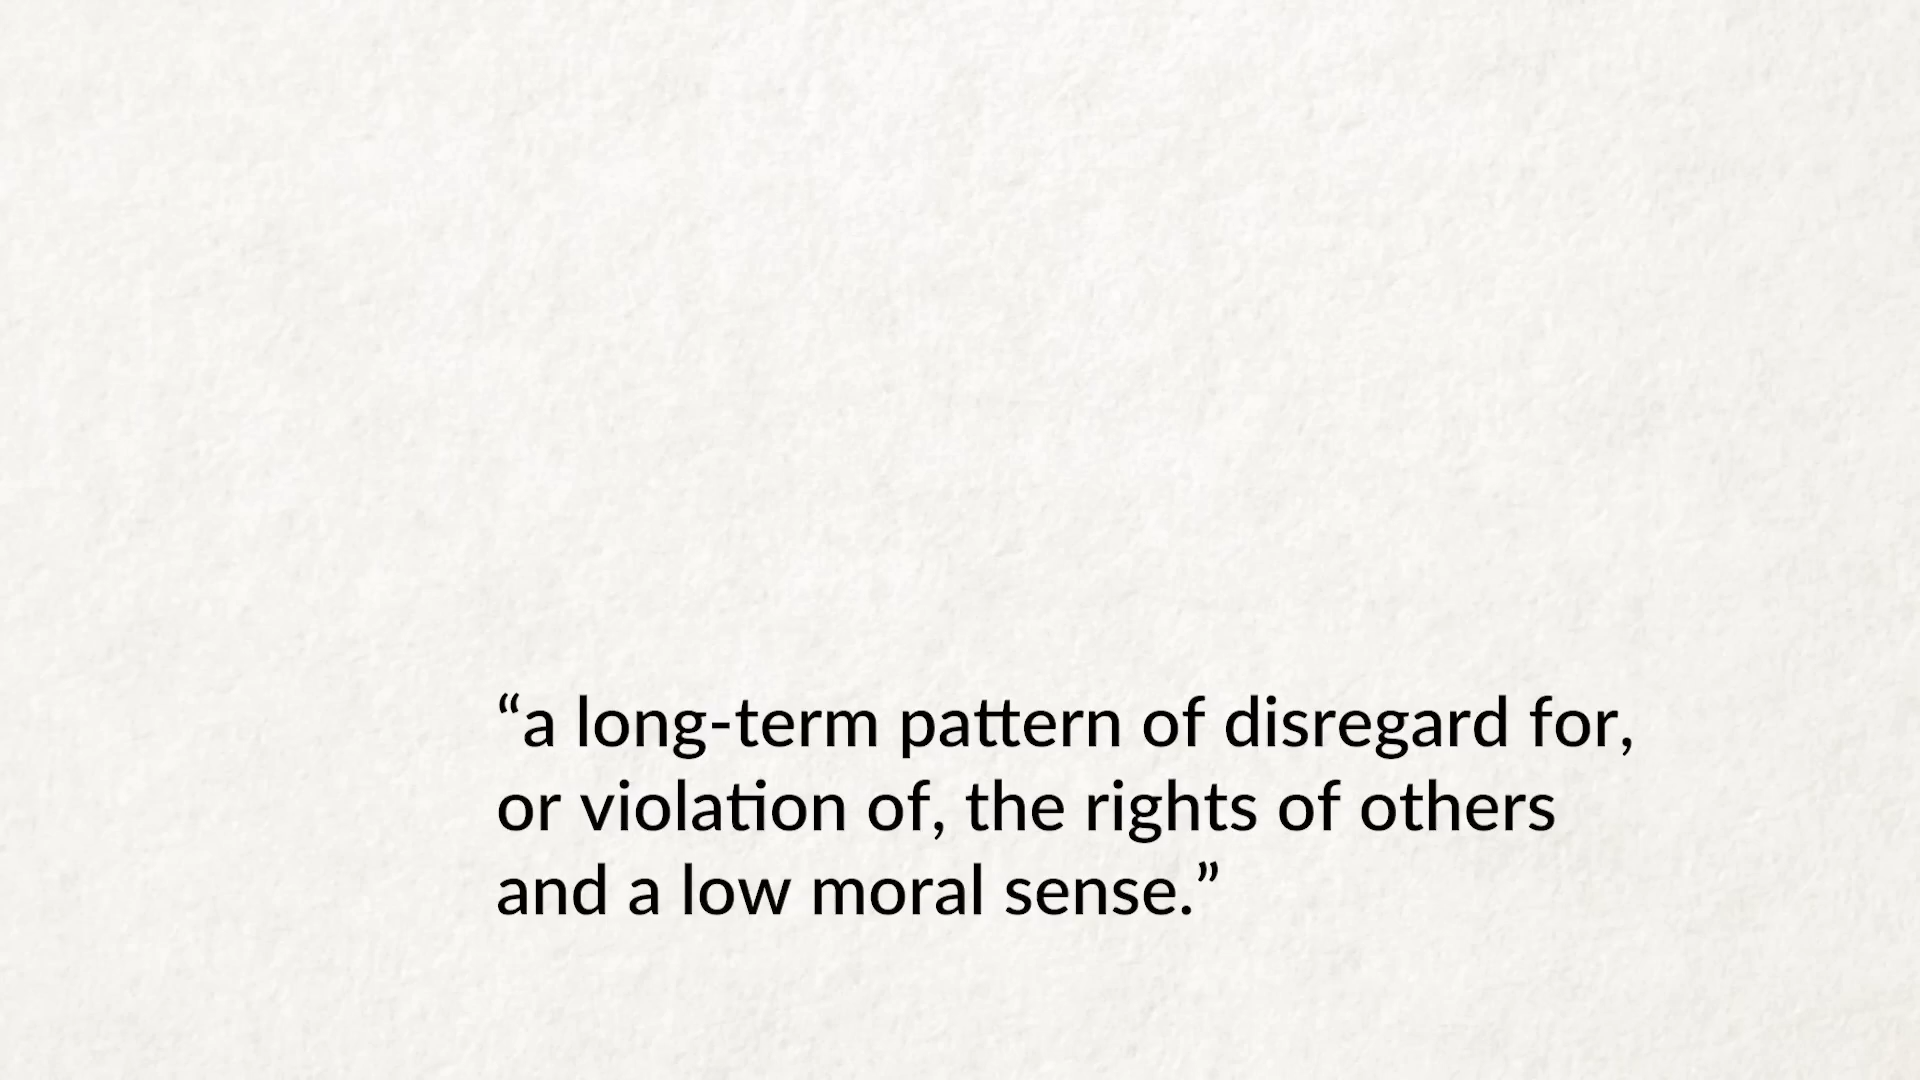 “a long-term pattern of disregard for,
or violation of, the rights of others
and a low moral sense.”